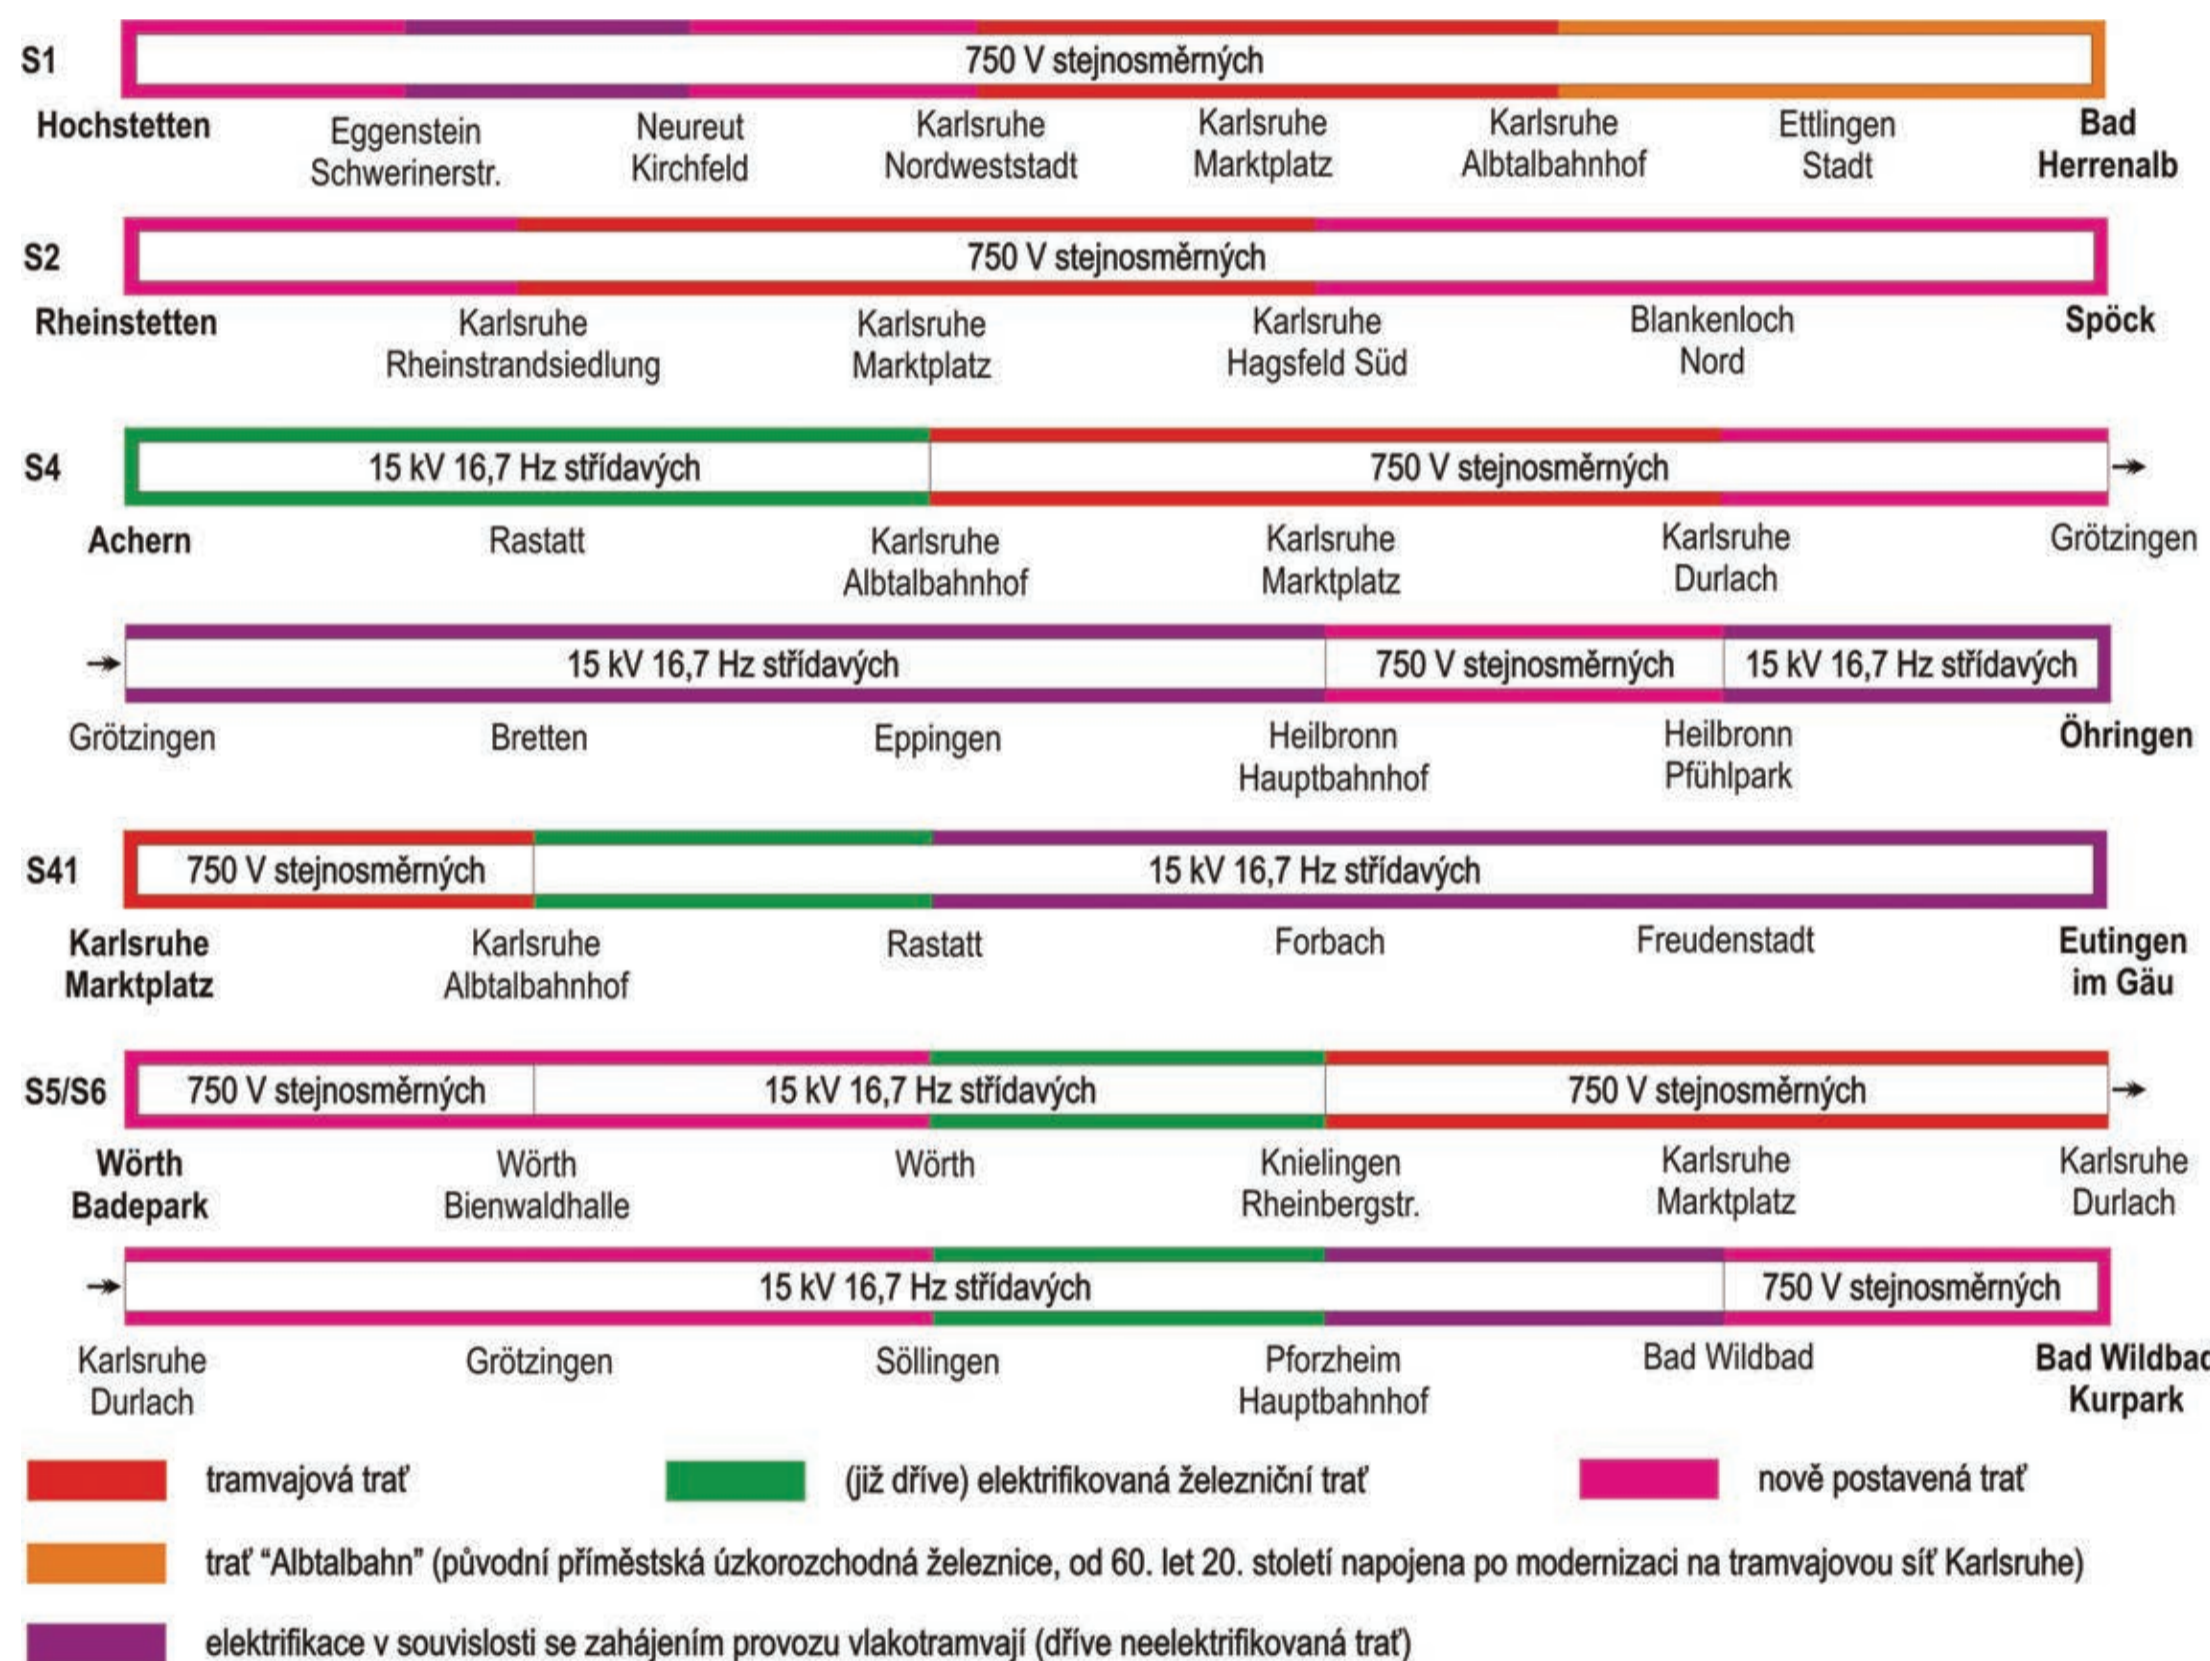 S1
750 V stejnosměrných
Hochstetten
Eggenstein
Schwerinerstr.
Neureut
Kirchfeld
Karlsruhe
Nordweststadt
Karlsruhe
Marktplatz
Karlsruhe
Albtalbahnhof
Ettlingen
Stadt
Bad
Herrenalb
S2
750 V stejnosměrných
Rheinstetten
Karlsruhe
Rheinstrandsiedlung
Karlsruhe
Marktplatz
Karlsruhe
Hagsfeld Süd
Blankenloch
Nord
Spöck
S4
15 kV 16,7 Hz střídavých
750 V stejnosměrných
Achern
Rastatt
Karlsruhe
Albtalbahnhof
Karlsruhe
Marktplatz
Karlsruhe
Durlach
Grötzingen
15 kV 16,7 Hz střídavých
750 V stejnosměrných
15 kV 16,7 Hz střídavých
Grötzingen
Bretten
Eppingen
Heilbronn
Hauptbahnhof
Heilbronn
Pfühlpark
Öhringen
S41
750 V stejnosměrných
15 kV 16,7 Hz střídavých
Karlsruhe
Marktplatz
Karlsruhe
Albtalbahnhof
Rastatt
Forbach
Freudenstadt
Eutingen
im Gäu
S5/S6
750 V stejnosměrných
15 kV 16,7 Hz střídavých
750 V stejnosměrných
Wörth
Badepark
Wörth
Bienwaldhalle
Wörth
Knielingen
Rheinbergstr.
Karlsruhe
Marktplatz
Karlsruhe
Durlach
15 kV 16,7 Hz střídavých
750 V stejnosměrných
Karlsruhe
Durlach
Grötzingen
Söllingen
Pforzheim
Hauptbahnhof
Bad Wildbad
Bad Wildbad
Kurpark
tramvajová trať
(již dříve) elektrifikovaná železniční trať
nově postavená trať
trať “Albtalbahn” (původní příměstská úzkorozchodná železnice, od 60. let 20. století napojena po modernizaci na tramvajovou síť Karlsruhe)
elektrifikace v souvislosti se zahájením provozu vlakotramvají (dříve neelektrifikovaná trať)